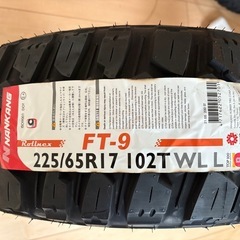 NANKANG
Rollnex
FT-9
225/65R17 102T WL L